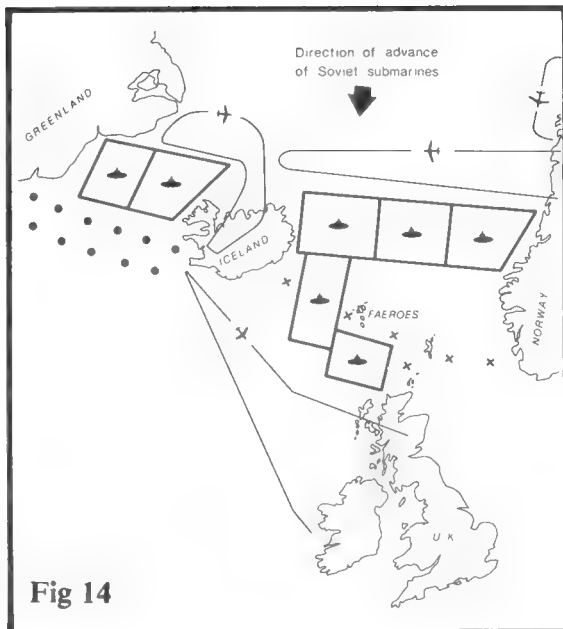 Direction of advance
of Soviet submarines
GREENLAND
ICELAND
FAEROES
NORWAY
UK
Fig 14